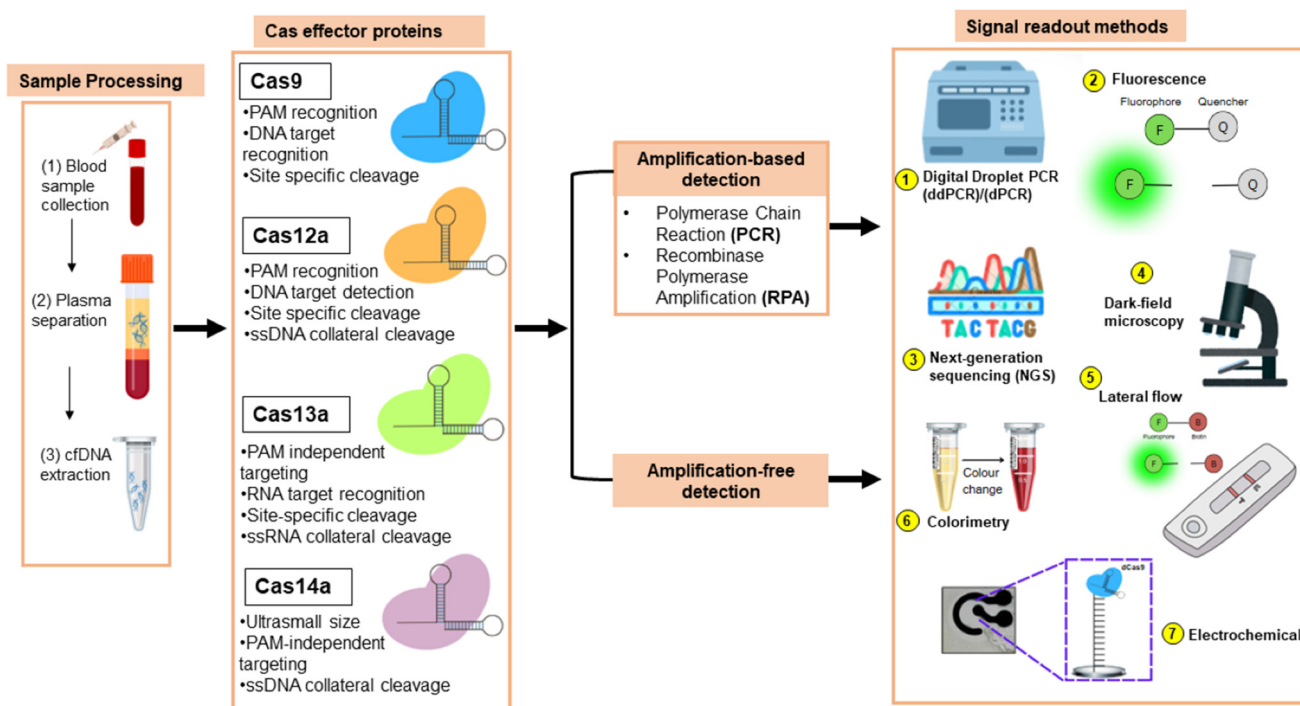 Sample Processing
(1) Blood
sample
collection
(2) Plasma
separation
(3) cfDNA
extraction
Cas effector proteins
Cas9
•PAM recognition
•DNA target
recognition
•Site specific cleavage
Cas12a
•PAM recognition
•DNA target detection
•Site specific cleavage
•ssDNA collateral cleavage
Cas13a
•PAM independent
targeting
•RNA target recognition
•Site-specific cleavage
•ssRNA collateral cleavage
Cas14a
•Ultrasmall size
•PAM-independent
targeting
•ssDNA collateral cleavage
Amplification-based
detection
• Polymerase Chain
Reaction (PCR)
• Recombinase
Polymerase
Amplification (RPA)
Amplification-free
detection
Signal readout methods
1 Digital Droplet PCR
(ddPCR)/(dPCR)
2 Fluorescence
Fluorophore Quencher
F Q
F Q
TAC TACG
3 Next-generation
sequencing (NGS)
4
Dark-field
microscopy
5
Lateral flow
F B
Fluorophore Biotin
F B
Colour
change
6 Colorimetry
dCas9
7 Electrochemical